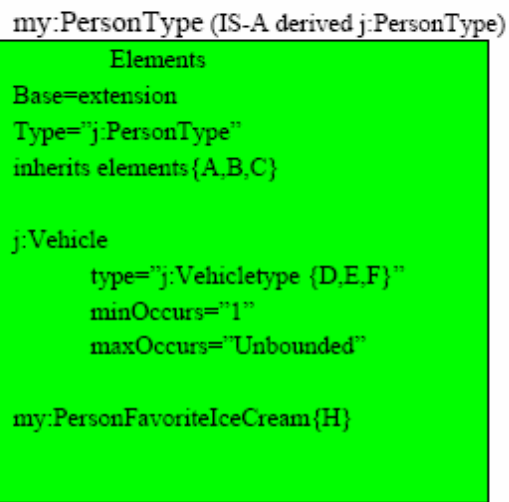 my:PersonType (IS-A derived j:PersonType)
Elements
Base=extension
Type=”j:PersonType”
inherits elements{A,B,C}
j:Vehicle
type=”j:Vehicletype {D,E,F}”
minOccurs=”1”
maxOccurs=”Unbounded”
my:PersonFavoriteIceCream{H}